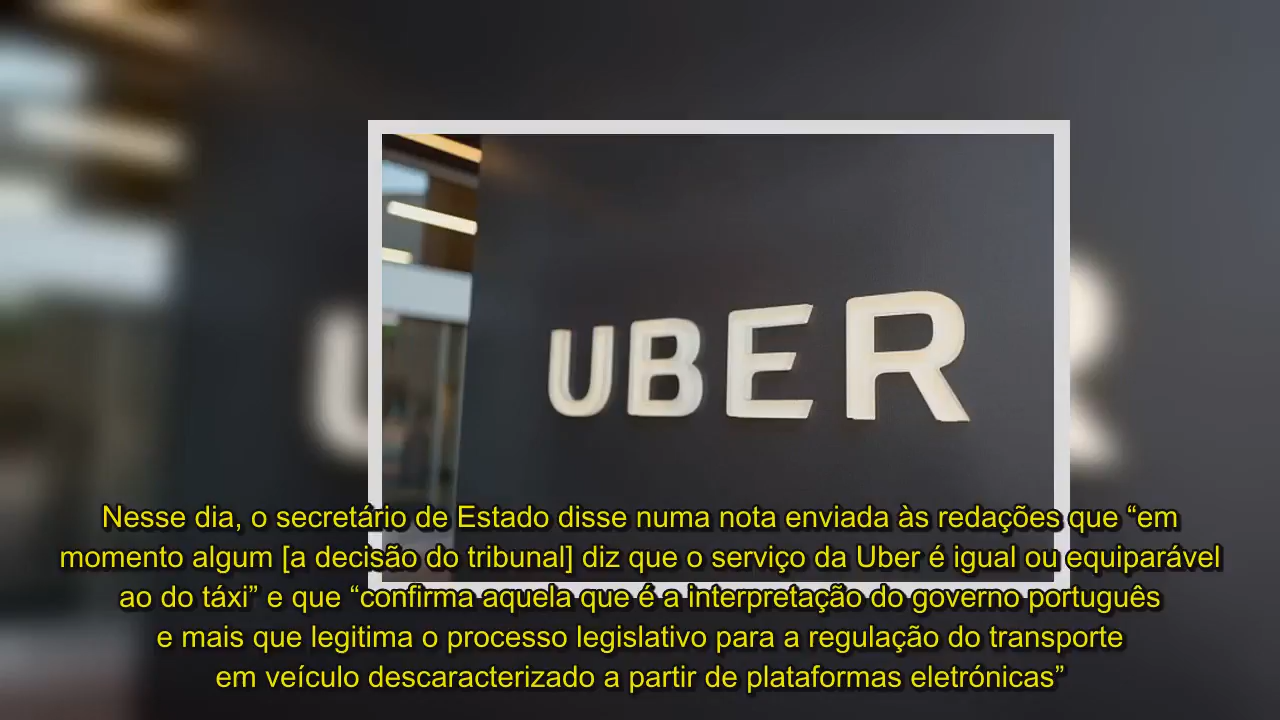 UBER
Nesse dia, o secretário de Estado disse numa nota enviada às redações que “em
momento algum [a decisão do tribunal] diz que o serviço da Uber é igual ou equiparável
ao do táxi” e que “confirma aquela que é a interpretação do governo português
e mais que legitima o processo legislativo para a regulação do transporte
em veículo descaracterizado a partir de plataformas eletrónicas”